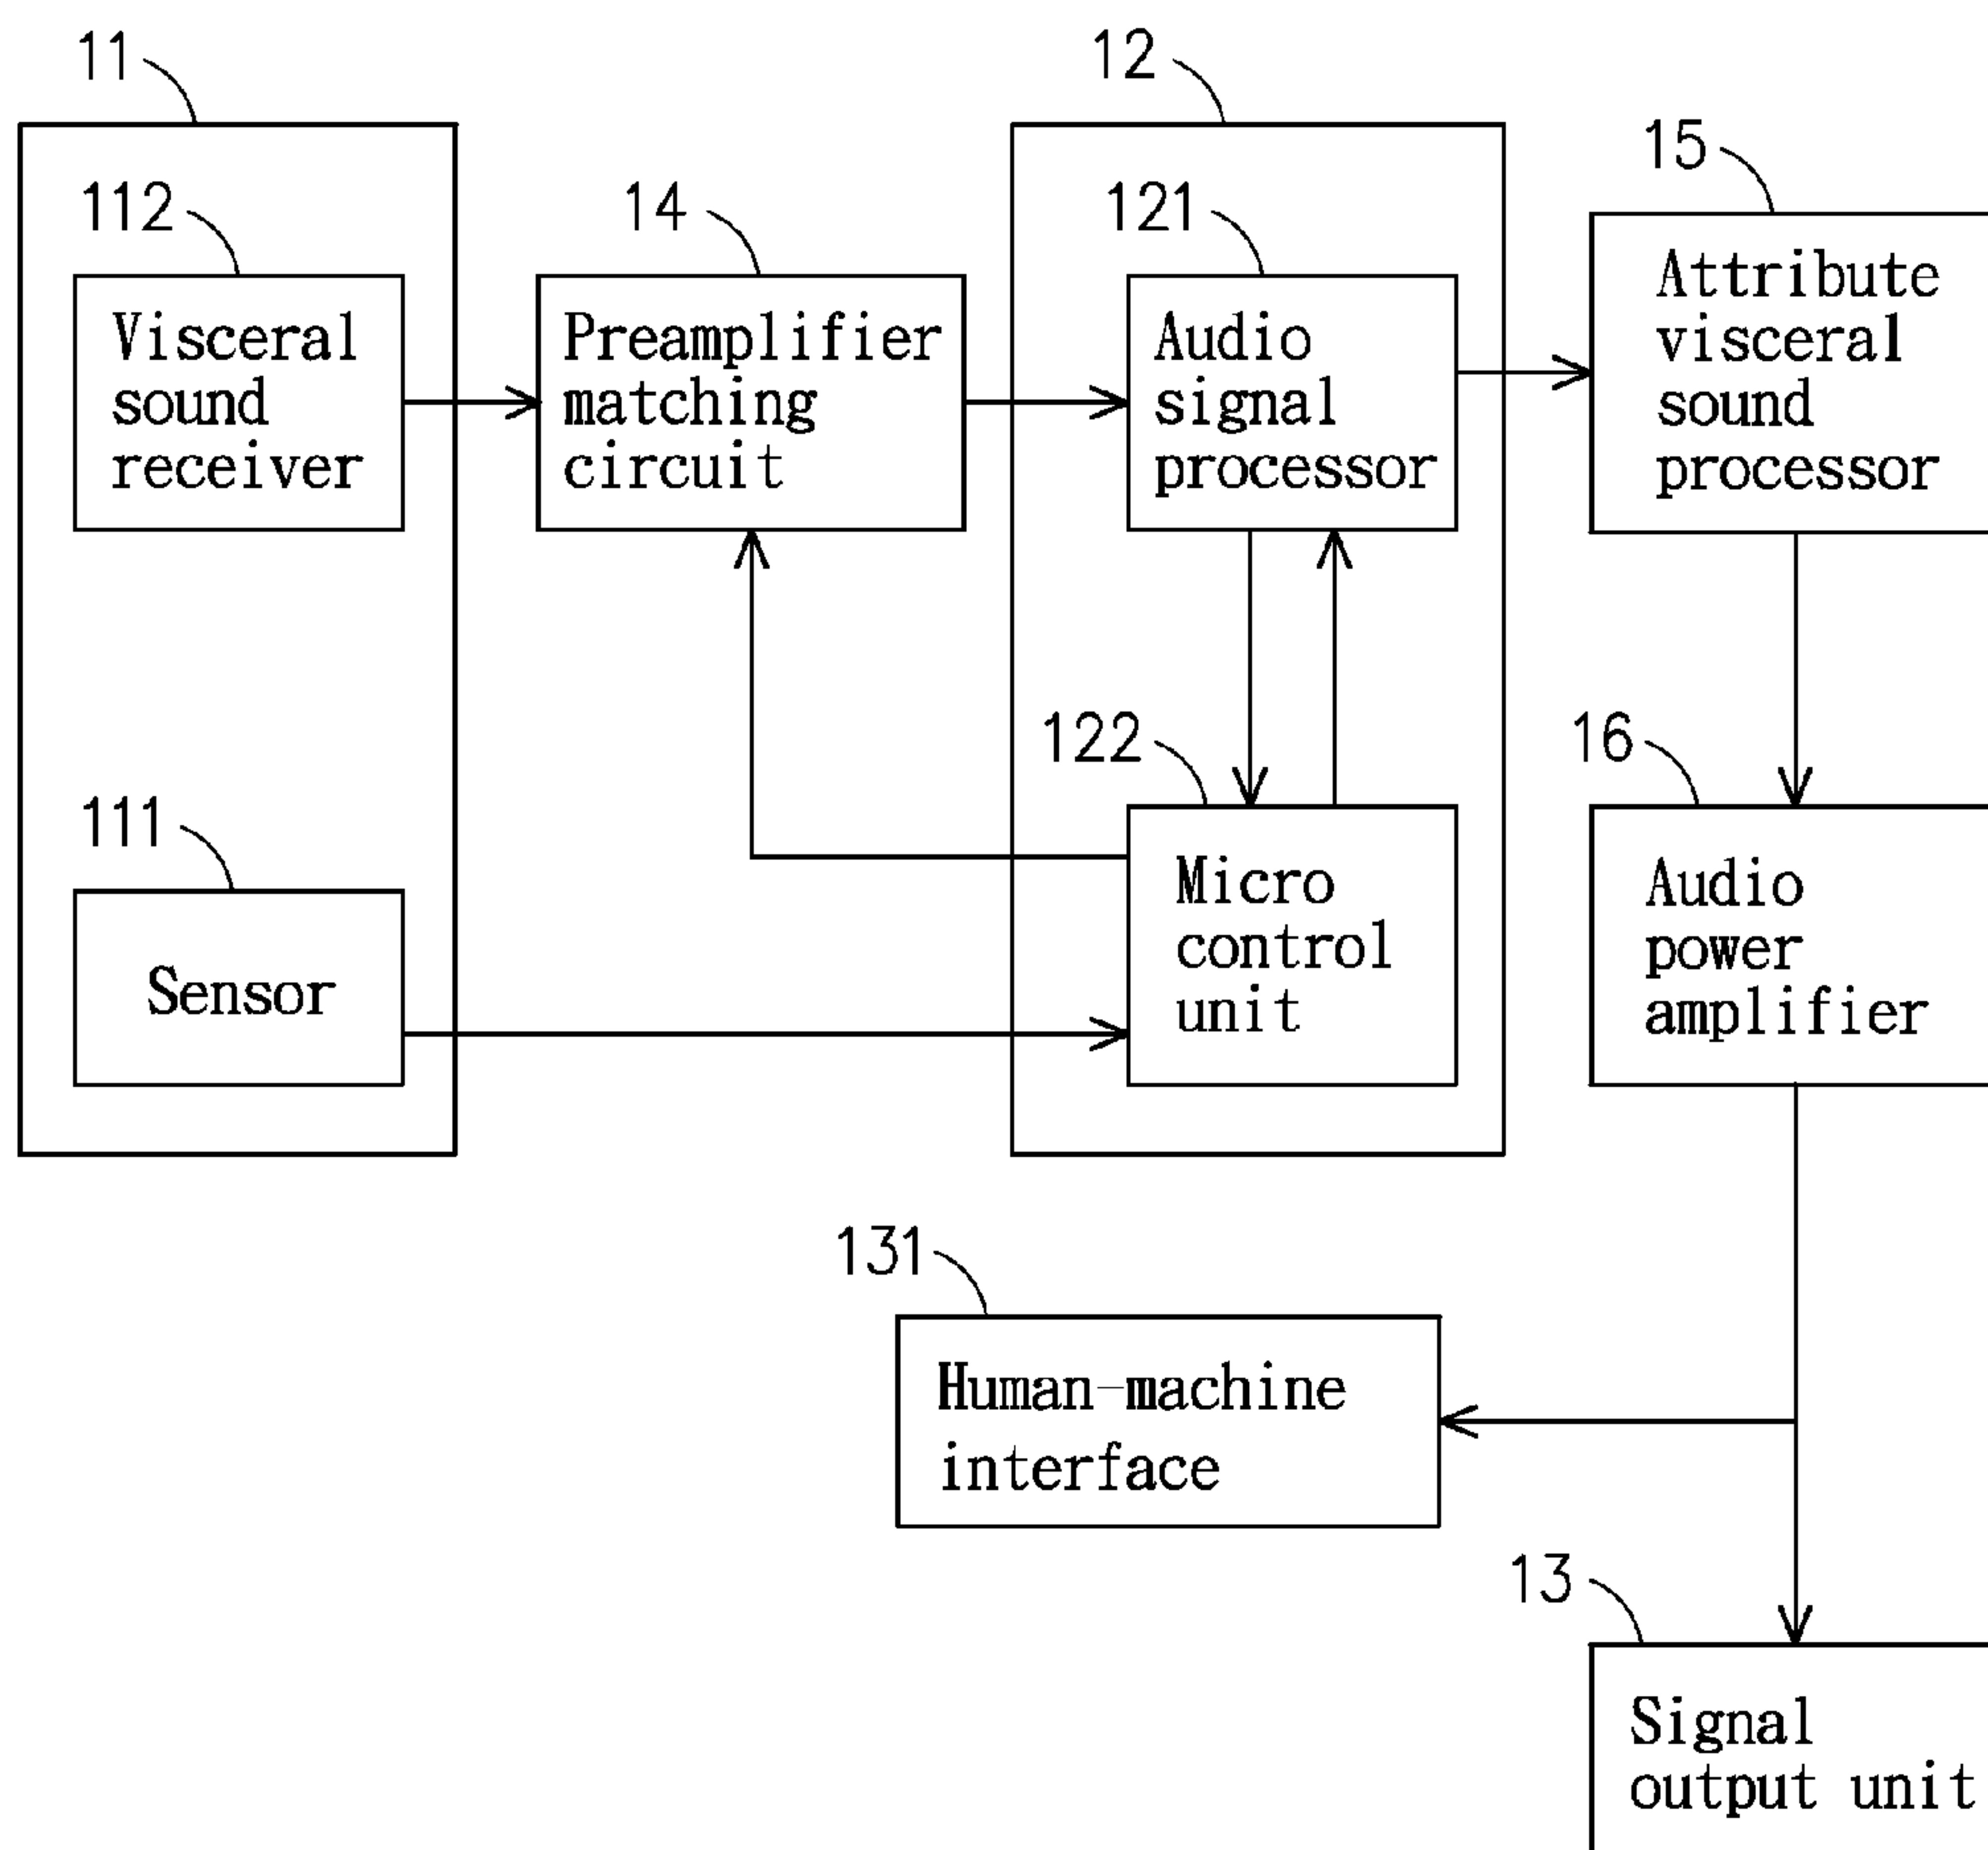 11
12
15
112
14
121
Visceral
sound
receiver
Preamplifier
matching
circuit
Audio
signal
processor
Attribute
visceral
sound
processor
122
16
111
Sensor
Micro
control
unit
Audio
power
amplifier
131
Human-machine
interface
13
Signal
output unit